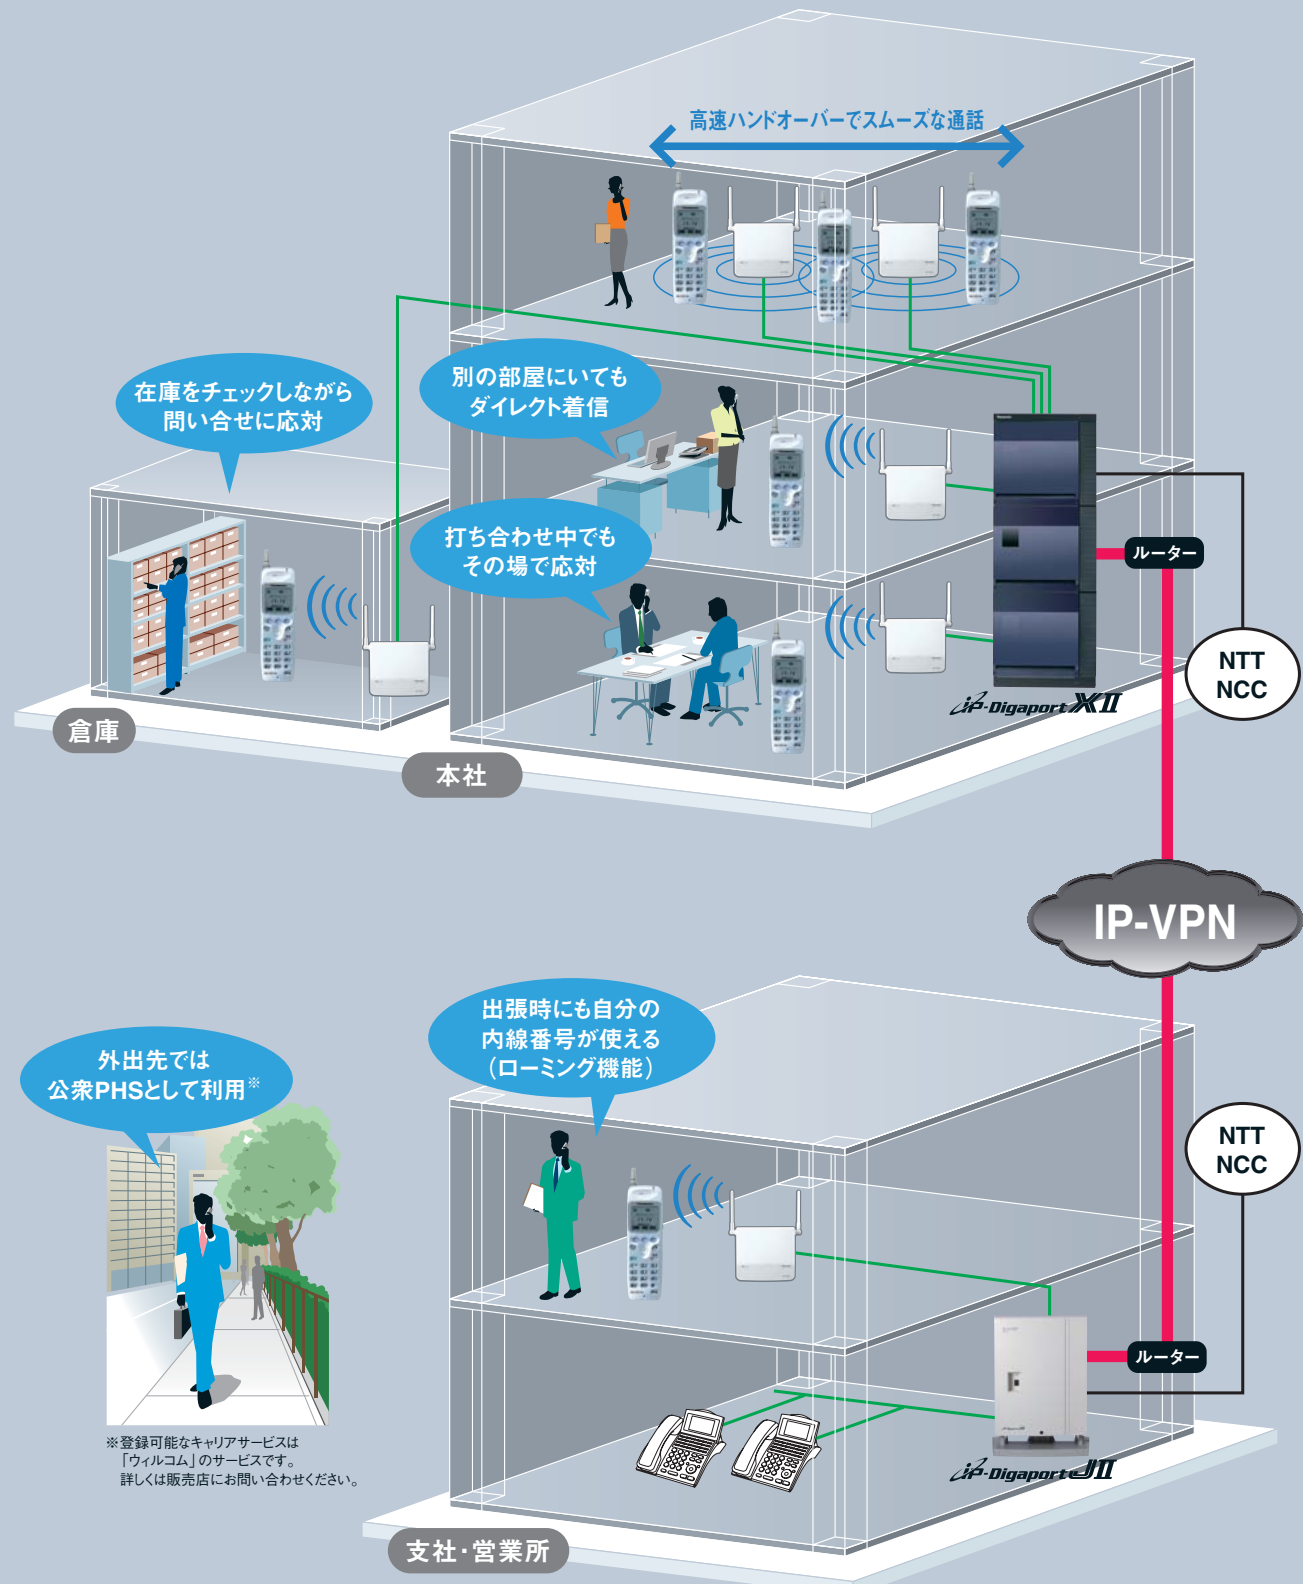 高速ハンドオーバーでスムーズな通話
別の部屋にいても
ダイレクト着信
在庫をチェックしながら
問い合せに応対
打ち合わせ中でも
その場で応対
ルーター
NTT
NCC
iP-Digaport XII
倉庫
本社
IP-VPN
出張時にも自分の
内線番号が使える
（ローミング機能）
外出先では
公衆PHSとして利用※
NTT
NCC
ルーター
iP-Digaport JII
※登録可能なキャリアサービスは
「ウィルコム」のサービスです。
詳しくは販売店にお問い合わせください。
支社・営業所